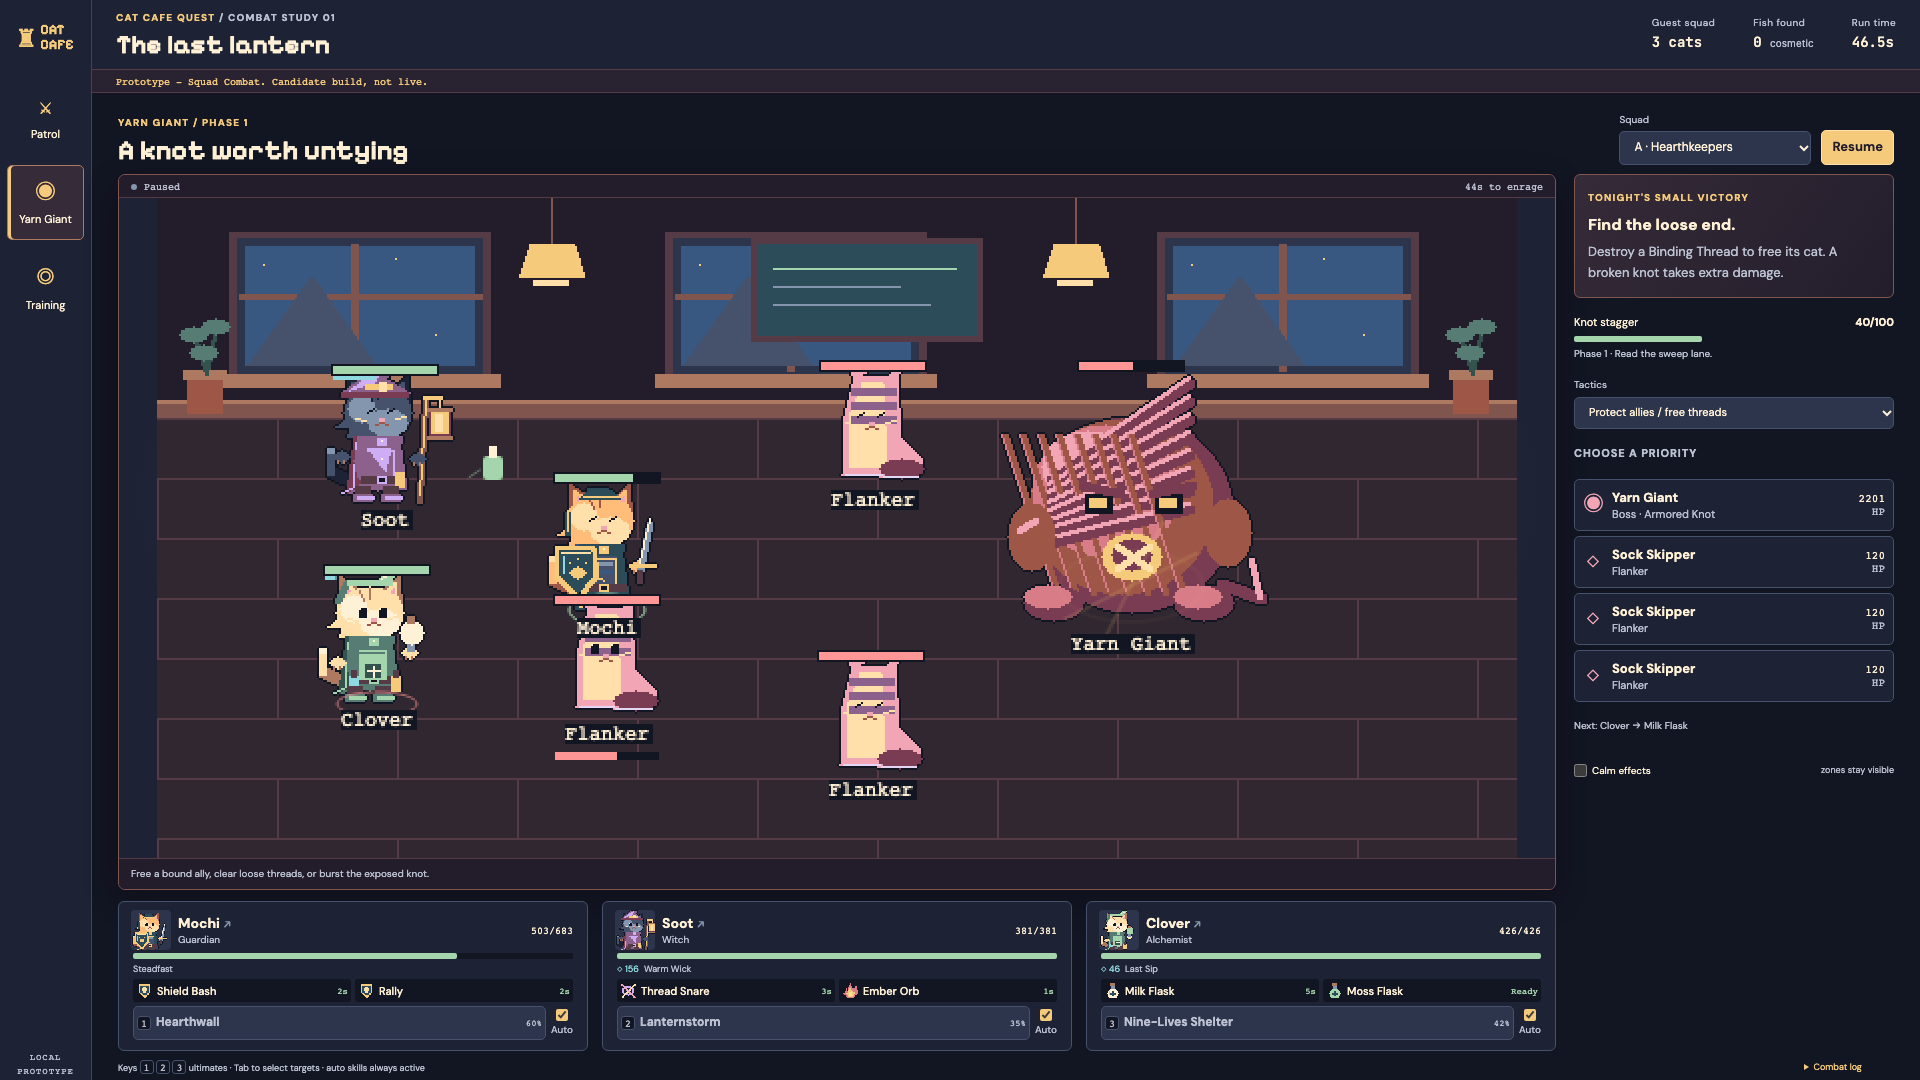 CAT CAFE
CAT CAFE QUEST / COMBAT STUDY 01
The last lantern
Guest squad
3 cats
Fish found
0 cosmetic
Run time
46.5s
Prototype — Squad Combat. Candidate build, not live.
Patrol
Yarn Giant
Training
LOCAL
PROTOTYPE
YARN GIANT / PHASE 1
A knot worth untying
Squad
A · Hearthkeepers
Resume
Paused
44s to enrage
Soot
Flanker
Mochi
Yarn Giant
Clover
Flanker
Flanker
Free a bound ally, clear loose threads, or burst the exposed knot.
TONIGHT'S SMALL VICTORY
Find the loose end.
Destroy a Binding Thread to free its cat. A
broken knot takes extra damage.
Knot stagger
40/100
Phase 1 · Read the sweep lane.
Tactics
Protect allies / free threads
CHOOSE A PRIORITY
Yarn Giant
Boss · Armored Knot
2201
HP
Sock Skipper
Flanker
120
HP
Sock Skipper
Flanker
120
HP
Sock Skipper
Flanker
120
HP
Next: Clover → Milk Flask
Calm effects
zones stay visible
Mochi ↗
Guardian
503/683
Steadfast
Shield Bash 2s
Rally 2s
1 Hearthwall 60%
Auto
Soot ↗
Witch
381/381
◇ 156 Warm Wick
Thread Snare 3s
Ember Orb 1s
2 Lanternstorm 35%
Auto
Clover ↗
Alchemist
426/426
◇ 46 Last Sip
Milk Flask 5s
Moss Flask Ready
3 Nine-Lives Shelter 42%
Auto
Keys 1 2 3 ultimates · Tab to select targets · auto skills always active
▸ Combat log